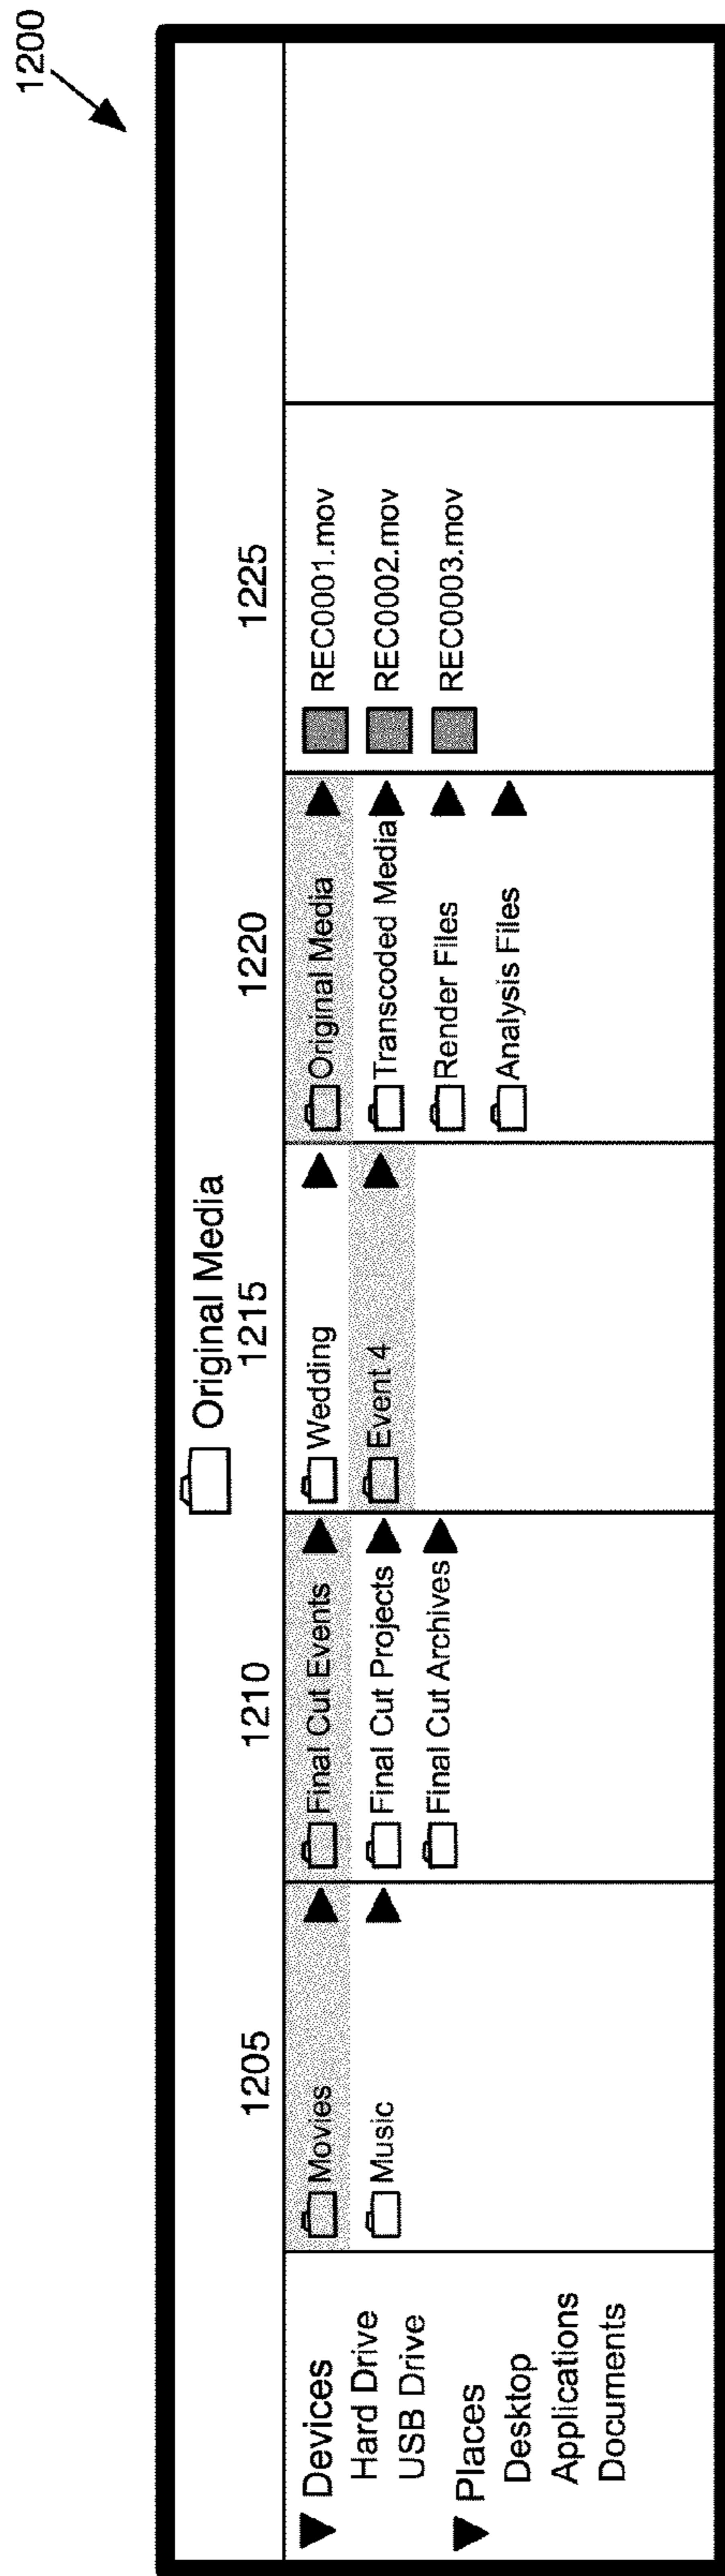 1200
Original Media
1205
1210
1215
1220
1225
Devices
Hard Drive
USB Drive
Places
Desktop
Applications
Documents
Movies
Music
Final Cut Events
Final Cut Projects
Final Cut Archives
Wedding
Event 4
Original Media
Transcoded Media
Render Files
Analysis Files
REC0001.mov
REC0002.mov
REC0003.mov